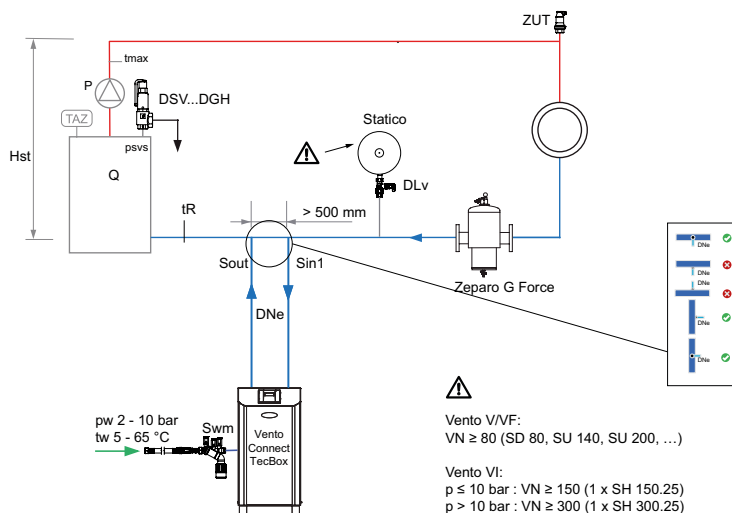 ZUT
tmax
P
DSV...DGH
TAZ
psvs
Statico
Hst
Q
DLv
tR
> 500 mm
Sout
Sin1
Zeparo G Force
DNe
DNe
DNe
DNe
DNe
DNe
pw 2 - 10 bar
tw 5 - 65 °C
Swm
Vento
Connect
TecBox
Vento V/VF:
VN ≥ 80 (SD 80, SU 140, SU 200, …)
Vento VI:
p ≤ 10 bar : VN ≥ 150 (1 x SH 150.25)
p > 10 bar : VN ≥ 300 (1 x SH 300.25)